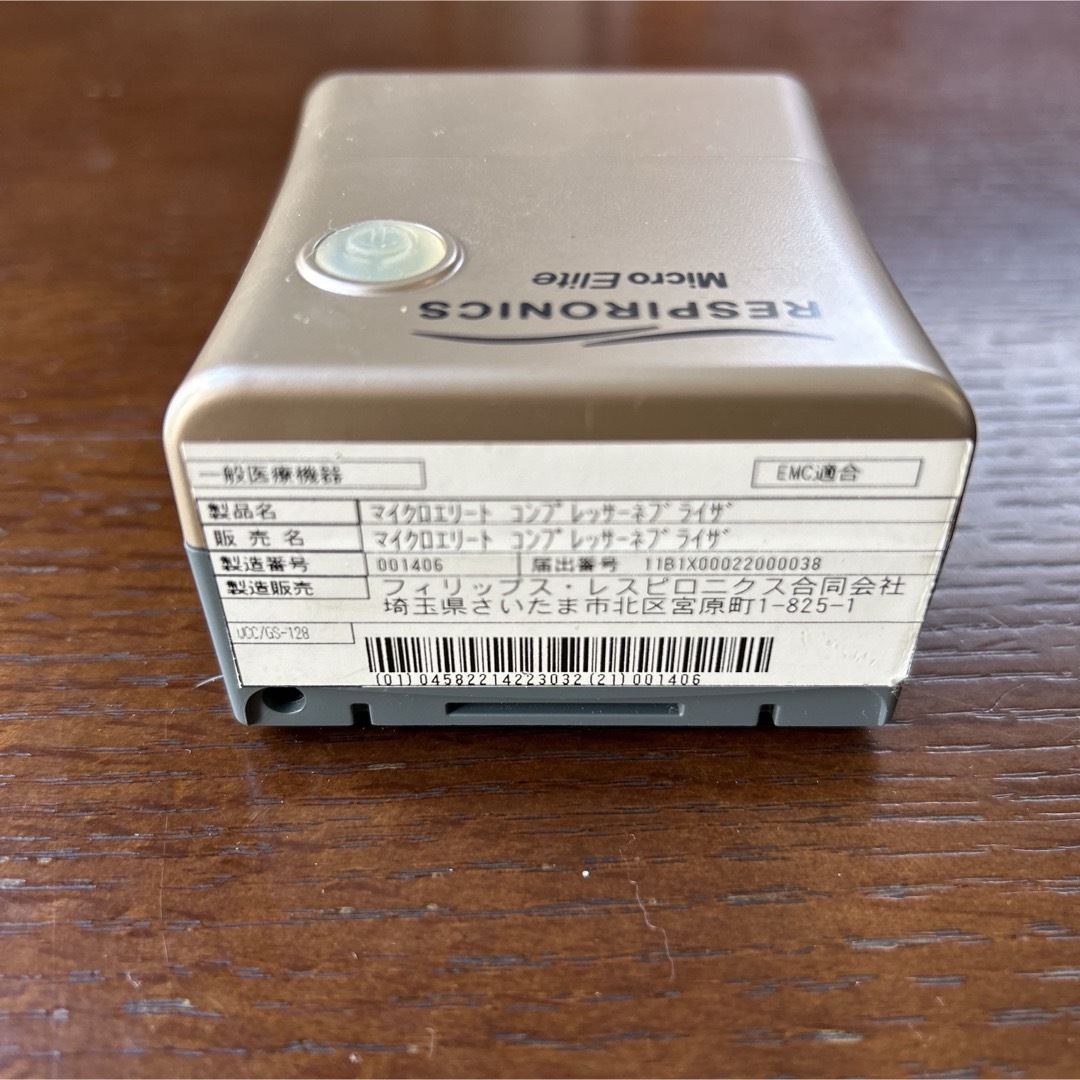 Micro Elite
RESPIRONICS
一般医療機器 EMC適合
製品名 マイクロエリート コンプレッサーネブライザ
販売名 マイクロエリート コンプレッサーネブライザ
製造番号 001406 届出番号 11B1X00022000038
製造販売 フィリップス・レスピロニクス合同会社
埼玉県さいたま市北区宮原町1-825-1
UCC/GS-128
(01)04582214223032(21)001406